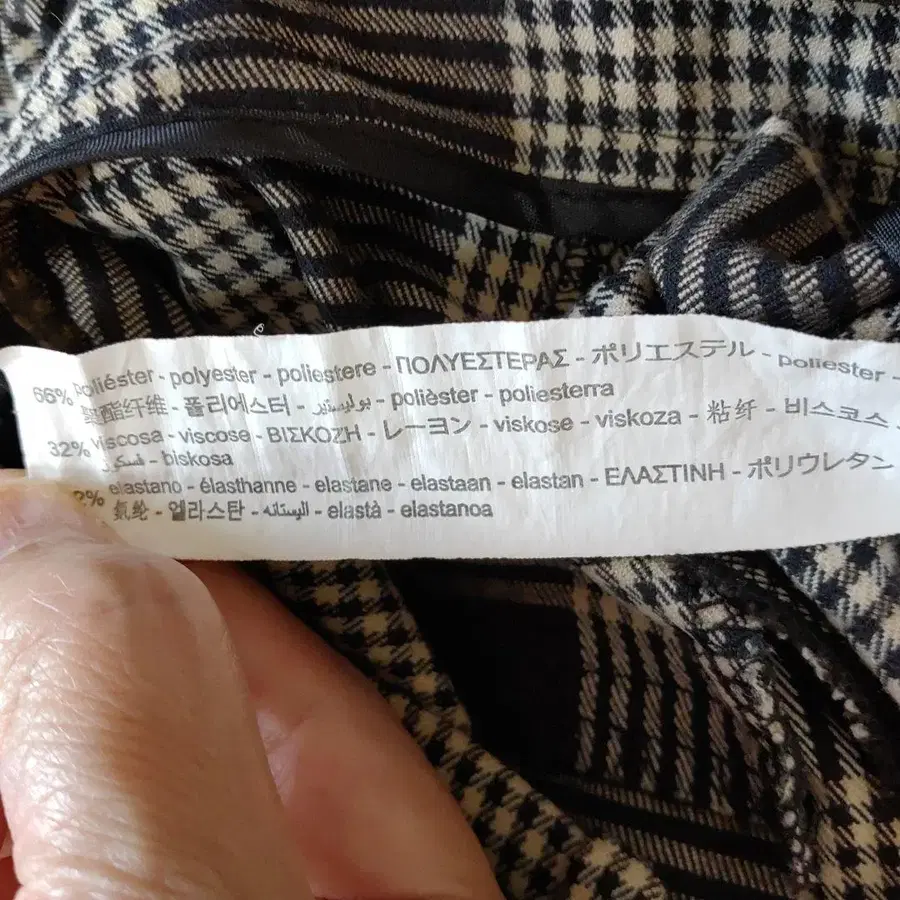 66% poliéster - polyester - poliestere - ΠΟΛΥΕΣΤΕΡΑΣ - ポリエステル - poliester -
聚酯纤维 - 폴리에스터 - بوليستير - polièster - poliesterra
32% viscosa - viscose - ΒΙΣΚΟΖΗ - レーヨン - viskose - viskoza - 粘纤 - 비스코스 -
فسكوز - biskosa
2% elastano - élasthanne - elastane - elastaan - elastan - ΕΛΑΣΤΙΝΗ - ポリウレタン
氨纶 - 엘라스탄 - اليستانه - elastà - elastanoa